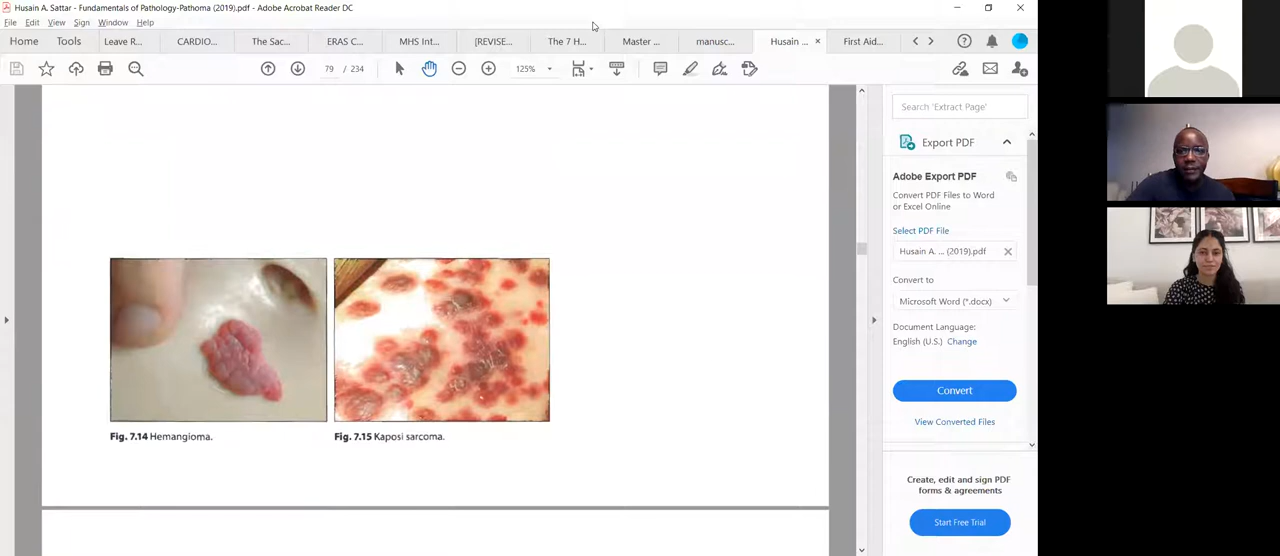 Husain A. Sattar - Fundamentals of Pathology-Pathoma (2019).pdf - Adobe Acrobat Reader DC
File Edit View Sign Window Help
Home Tools Leave R... CARDIO... The Sac... ERAS C... MHS Int... [REVISE... The 7 H... Master ... manusc... Husain ... First Aid...
79 / 234 125%
Search 'Extract Page'
Export PDF
Adobe Export PDF
Convert PDF Files to Word
or Excel Online
Select PDF File
Husain A. ... (2019).pdf
Convert to
Microsoft Word (*.docx)
Document Language:
English (U.S.) Change
Convert
View Converted Files
Create, edit and sign PDF
forms & agreements
Start Free Trial
Fig. 7.14 Hemangioma.
Fig. 7.15 Kaposi sarcoma.